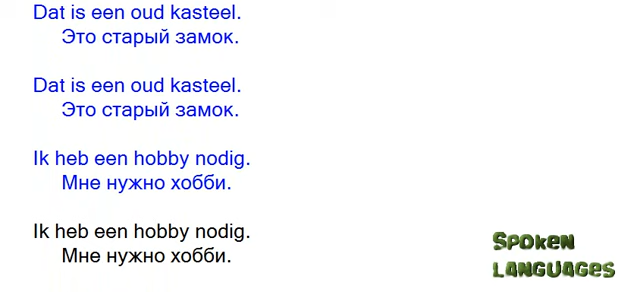 Dat is een oud kasteel.
Это старый замок.
Dat is een oud kasteel.
Это старый замок.
Ik heb een hobby nodig.
Мне нужно хобби.
Ik heb een hobby nodig.
Мне нужно хобби.
SPOKEN
LANGUAGES